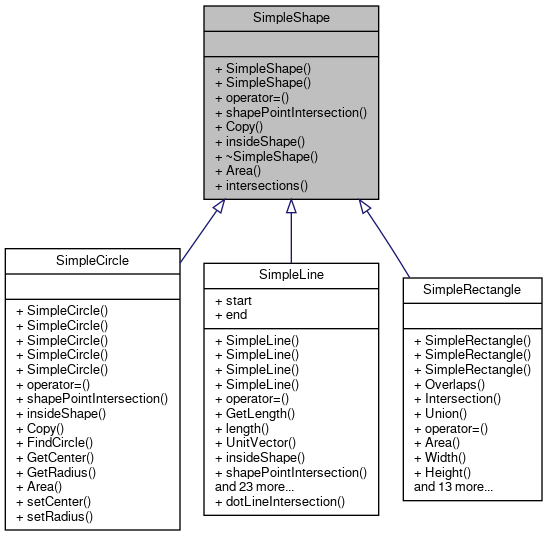 SimpleShape
+ SimpleShape()
+ SimpleShape()
+ operator=()
+ shapePointIntersection()
+ Copy()
+ insideShape()
+ ~SimpleShape()
+ Area()
+ intersections()
SimpleCircle
+ SimpleCircle()
+ SimpleCircle()
+ SimpleCircle()
+ SimpleCircle()
+ SimpleCircle()
+ operator=()
+ shapePointIntersection()
+ insideShape()
+ Copy()
+ FindCircle()
+ GetCenter()
+ GetRadius()
+ Area()
+ setCenter()
+ setRadius()
SimpleLine
+ start
+ end
+ SimpleLine()
+ SimpleLine()
+ SimpleLine()
+ SimpleLine()
+ operator=()
+ GetLength()
+ length()
+ UnitVector()
+ insideShape()
+ shapePointIntersection()
and 23 more...
+ dotLineIntersection()
SimpleRectangle
+ SimpleRectangle()
+ SimpleRectangle()
+ SimpleRectangle()
+ Overlaps()
+ Intersection()
+ Union()
+ operator=()
+ Area()
+ Width()
+ Height()
and 13 more...